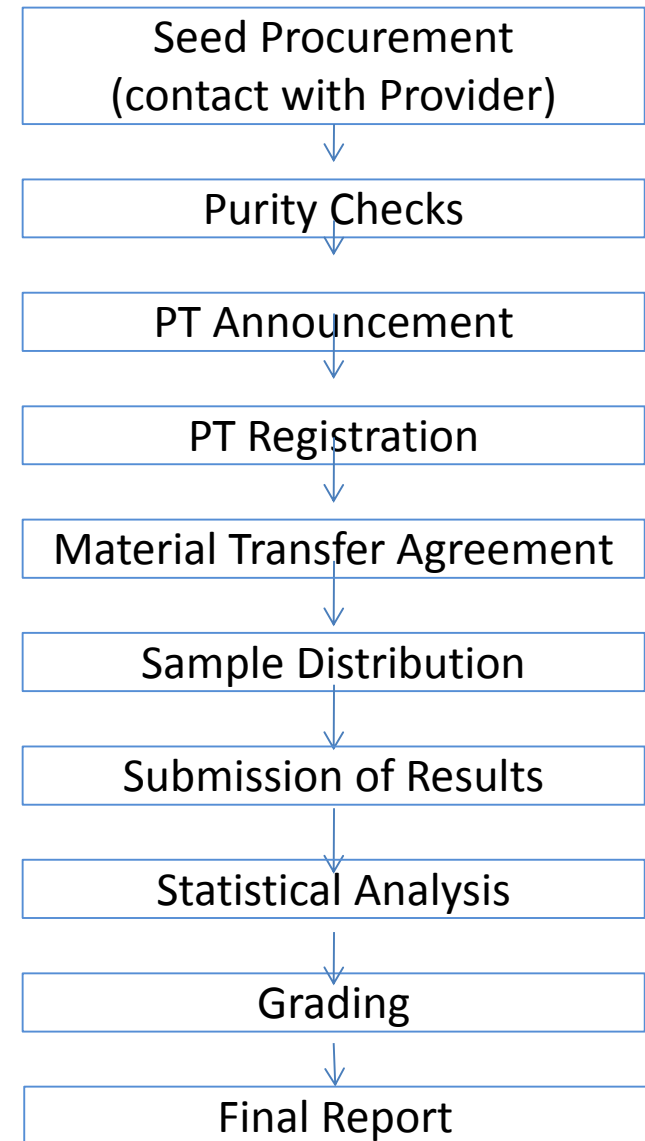 Seed Procurement
(contact with Provider)
Purity Checks
PT Announcement
PT Registration
Material Transfer Agreement
Sample Distribution
Submission of Results
Statistical Analysis
Grading
Final Report